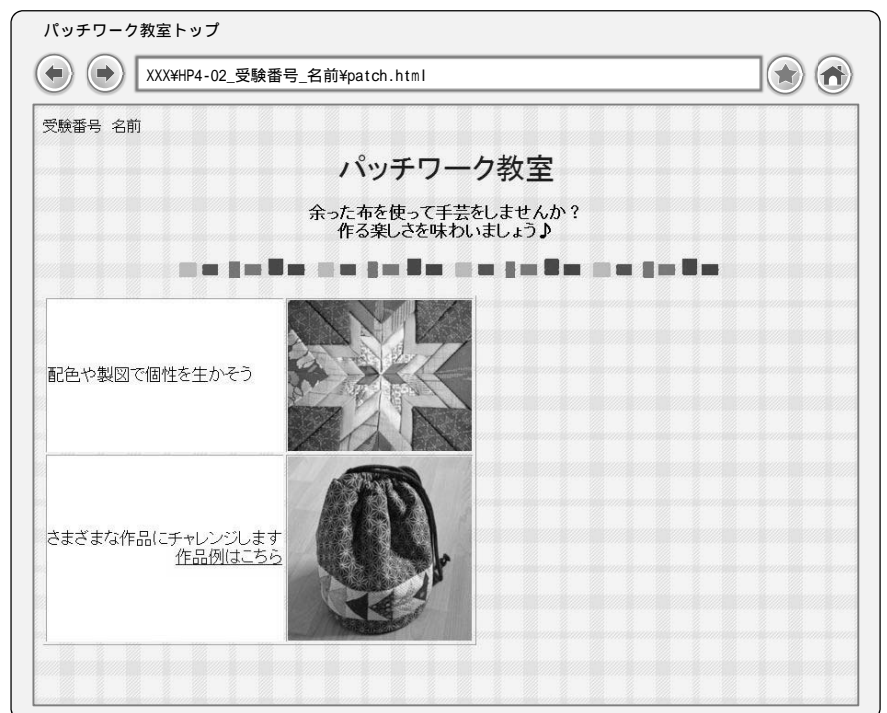 パッチワーク教室トップ
XXX¥HP4-02_受験番号_名前¥patch.html
受験番号 名前
パッチワーク教室
余った布を使って手芸をしませんか？
作る楽しさを味わいましょう♪
配色や製図で個性を生かそう
さまざまな作品にチャレンジします
作品例はこちら